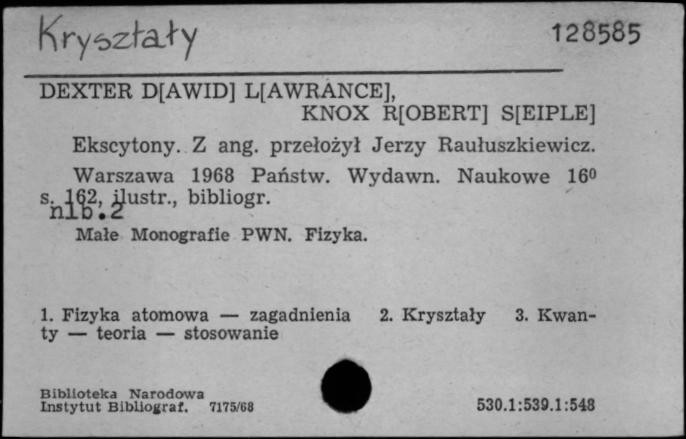 Kryształy 128585
DEXTER D[AWID] L[AWRANCE],
KNOX R[OBERT] S[EIPLE]
Ekscytony. Z ang. przełożył Jerzy Raułuszkiewicz.
Warszawa 1968 Państw. Wydawn. Naukowe 16⁰
s. 162, ilustr., bibliogr.
nlb.2
Małe Monografie PWN. Fizyka.
1. Fizyka atomowa — zagadnienia 2. Kryształy 3. Kwan-
ty — teoria — stosowanie
Biblioteka Narodowa
Instytut Bibliograf. 7175/68 530.1:539.1:548